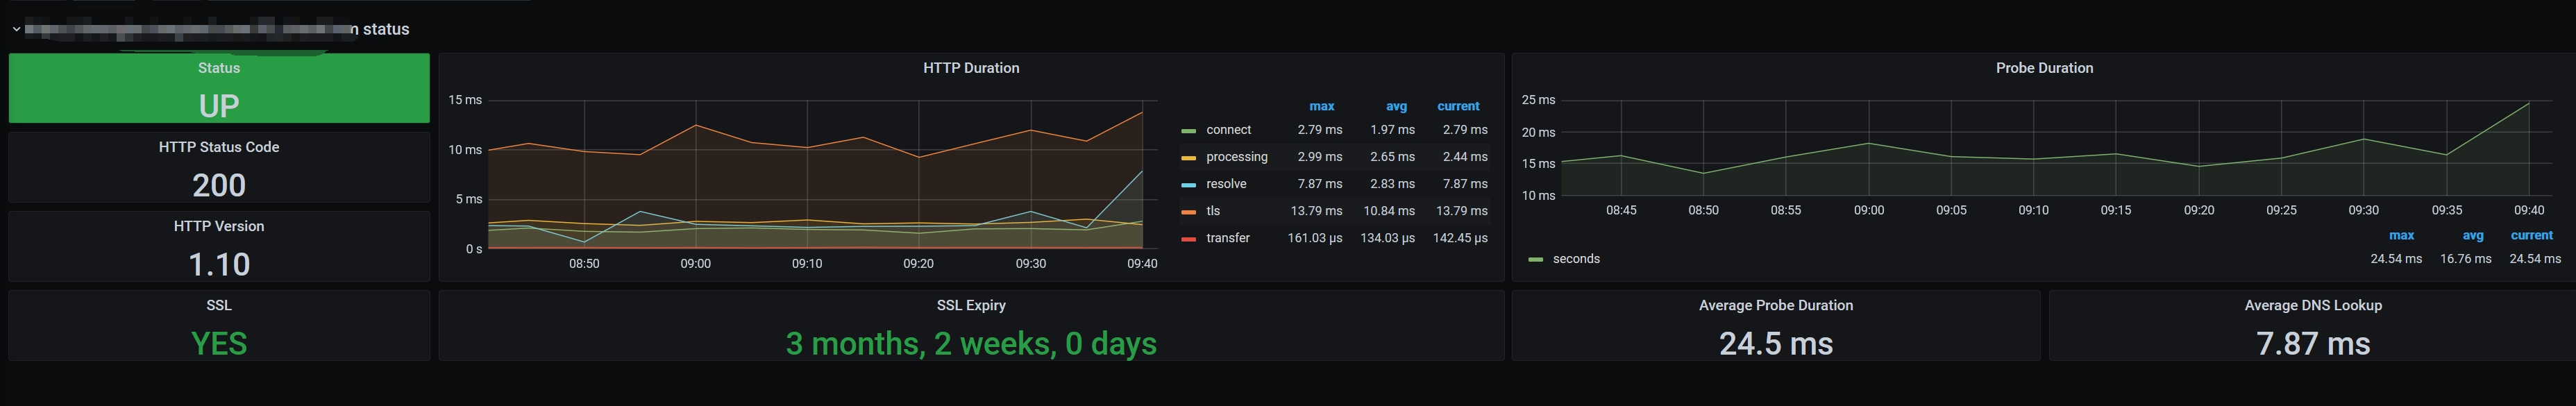 status
Status
UP
HTTP Status Code
200
HTTP Version
1.10
SSL
YES
HTTP Duration
15 ms
10 ms
5 ms
0 s
08:50 09:00 09:10 09:20 09:30 09:40
max avg current
connect 2.79 ms 1.97 ms 2.79 ms
processing 2.99 ms 2.65 ms 2.44 ms
resolve 7.87 ms 2.83 ms 7.87 ms
tls 13.79 ms 10.84 ms 13.79 ms
transfer 161.03 µs 134.03 µs 142.45 µs
SSL Expiry
3 months, 2 weeks, 0 days
Probe Duration
25 ms
20 ms
15 ms
10 ms
08:45 08:50 08:55 09:00 09:05 09:10 09:15 09:20 09:25 09:30 09:35 09:40
max avg current
seconds 24.54 ms 16.76 ms 24.54 ms
Average Probe Duration
24.5 ms
Average DNS Lookup
7.87 ms